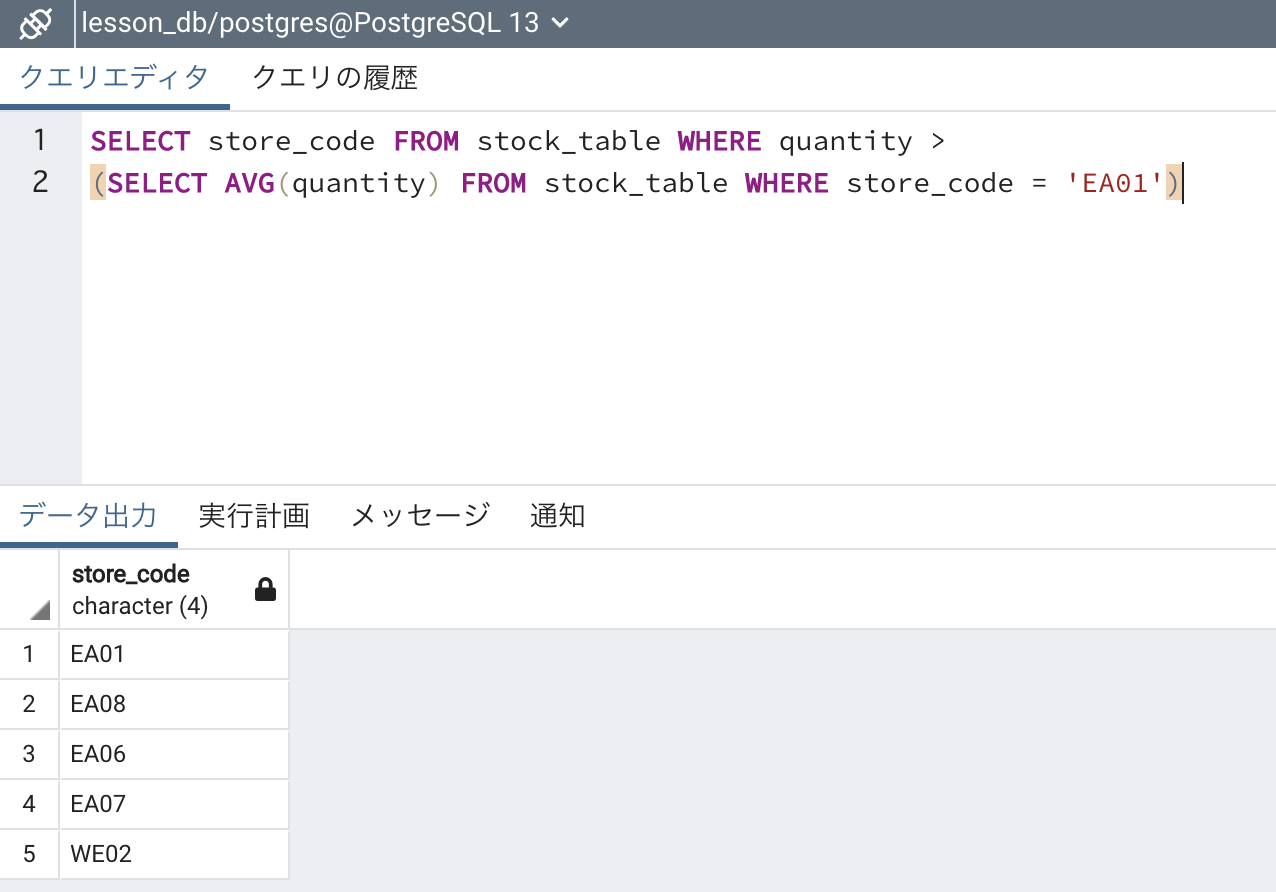 lesson_db/postgres@PostgreSQL 13
クエリエディタ クエリの履歴
1 SELECT store_code FROM stock_table WHERE quantity >
2 (SELECT AVG(quantity) FROM stock_table WHERE store_code = 'EA01')
データ出力 実行計画 メッセージ 通知
store_code
character (4)
1 EA01
2 EA08
3 EA06
4 EA07
5 WE02